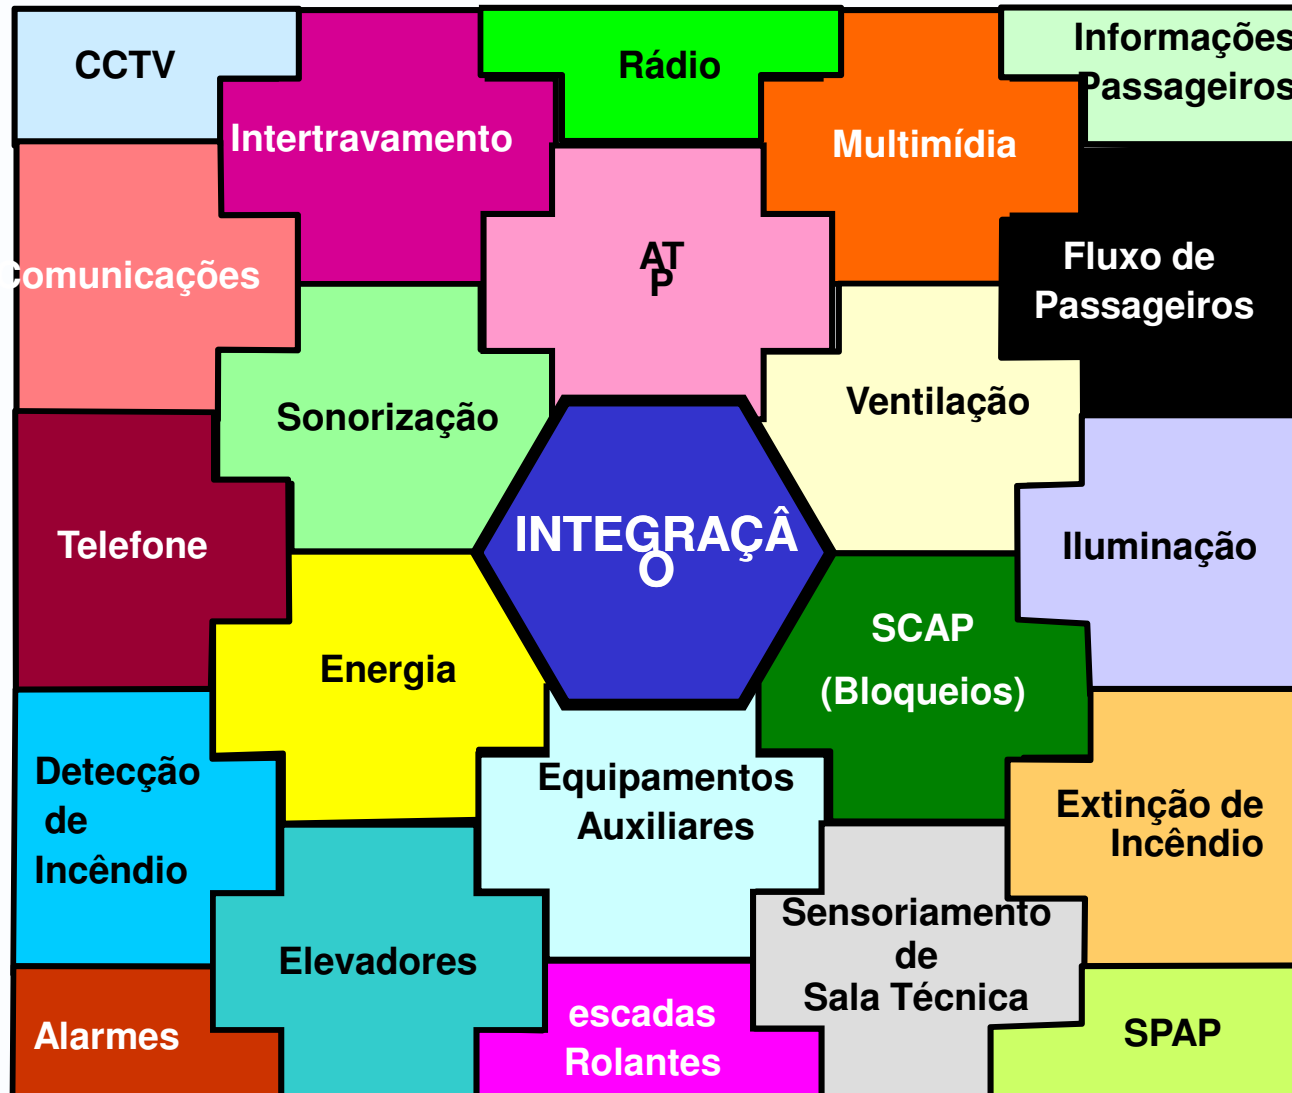 CCTV
Rádio
Informações
Passageiros
Intertravamento
Multimídia
Comunicações
AT
P
Fluxo de
Passageiros
Sonorização
Ventilação
Telefone
INTEGRAÇÂ
O
Iluminação
Energia
SCAP
(Bloqueios)
Detecção
de
Incêndio
Equipamentos
Auxiliares
Extinção de
Incêndio
Elevadores
Sensoriamento
de
Sala Técnica
Alarmes
escadas
Rolantes
SPAP